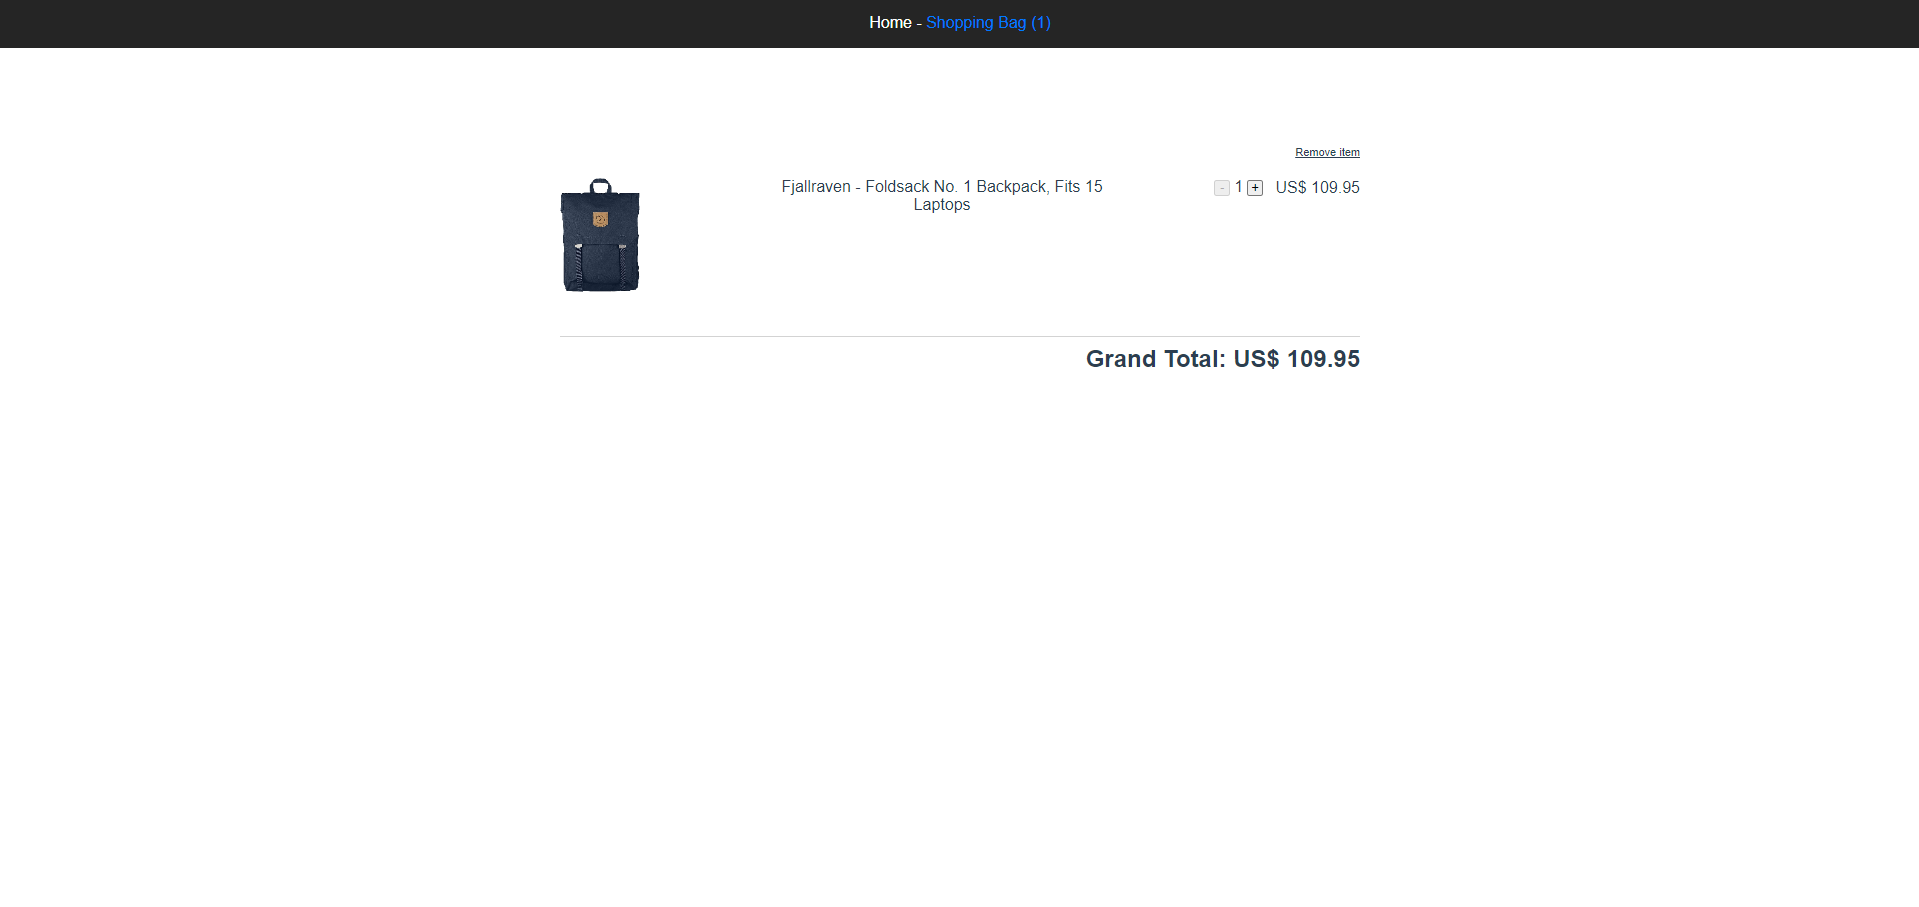 Home - Shopping Bag (1)
Remove item
Fjallraven - Foldsack No. 1 Backpack, Fits 15
Laptops
- 1 + US$ 109.95
Grand Total: US$ 109.95